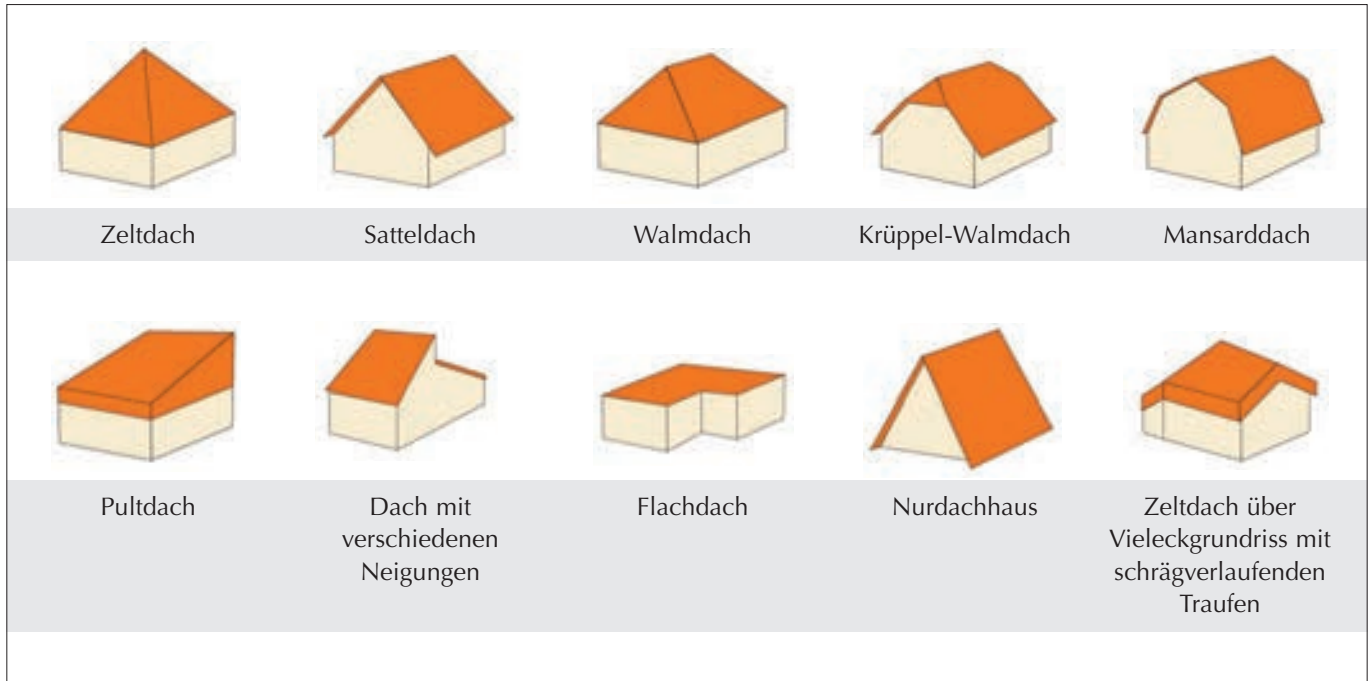 Zeltdach
Satteldach
Walmdach
Krüppel-Walmdach
Mansarddach
Pultdach
Dach mit
verschiedenen
Neigungen
Flachdach
Nurdachhaus
Zeltdach über
Vieleckgrundriss mit
schrägverlaufenden
Traufen